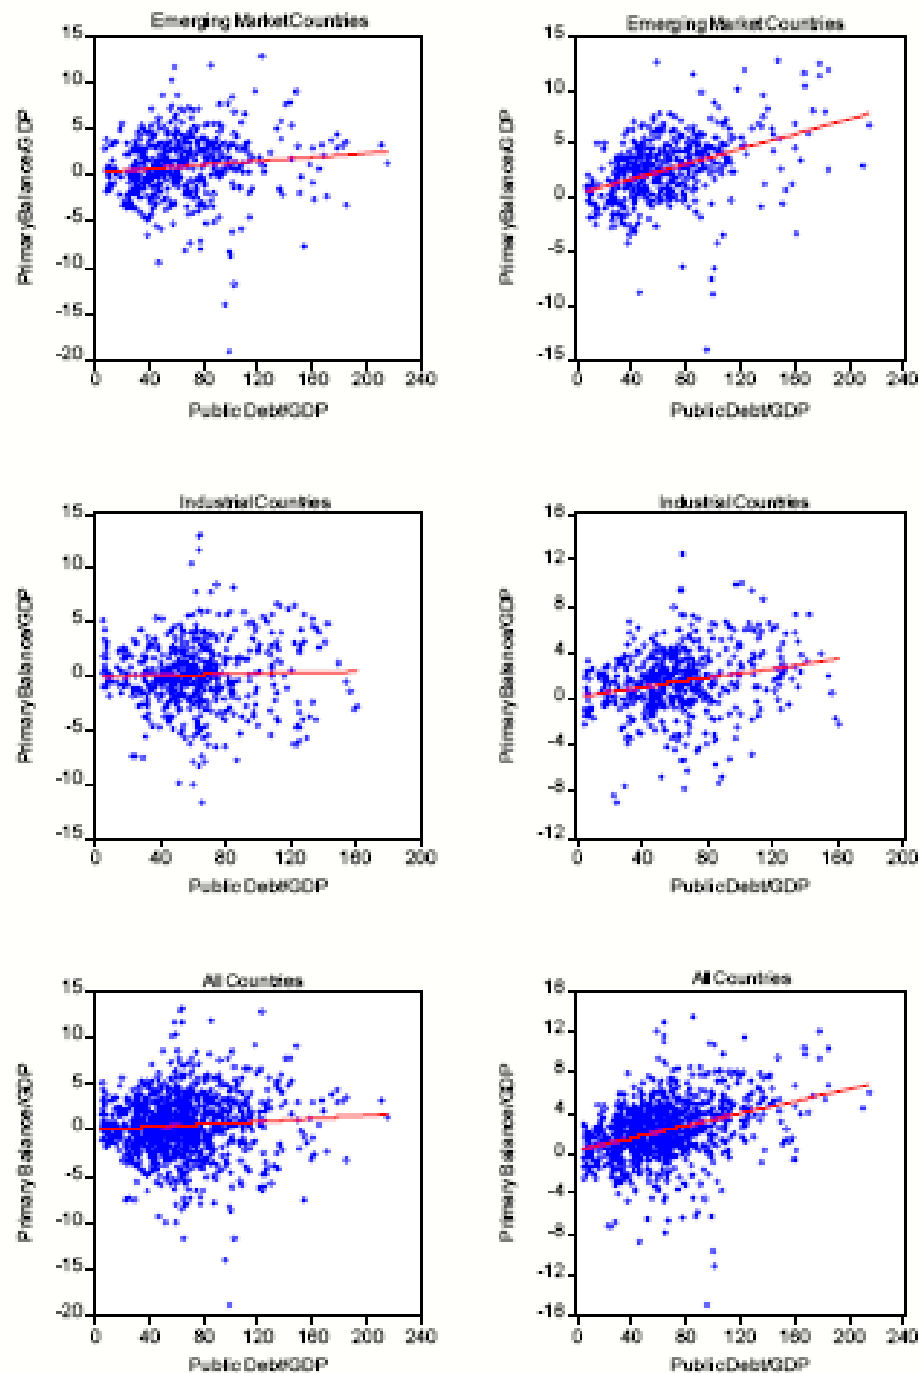 Emerging Market Countries
15
10
5
0
-5
-10
-15
-20
Primary Balance/GDP
0 40 80 120 160 200 240
Public Debt/GDP
Emerging Market Countries
15
10
5
0
-5
-10
-15
Primary Balance/GDP
0 40 80 120 160 200 240
Public Debt/GDP
Industrial Countries
15
10
5
0
-5
-10
-15
Primary Balance/GDP
0 40 80 120 160 200
Public Debt/GDP
Industrial Countries
16
12
8
4
0
-4
-8
-12
Primary Balance/GDP
0 40 80 120 160 200
Public Debt/GDP
All Countries
15
10
5
0
-5
-10
-15
-20
Primary Balance/GDP
0 40 80 120 160 200 240
Public Debt/GDP
All Countries
16
12
8
4
0
-4
-8
-12
-16
Primary Balance/GDP
0 40 80 120 160 200 240
Public Debt/GDP